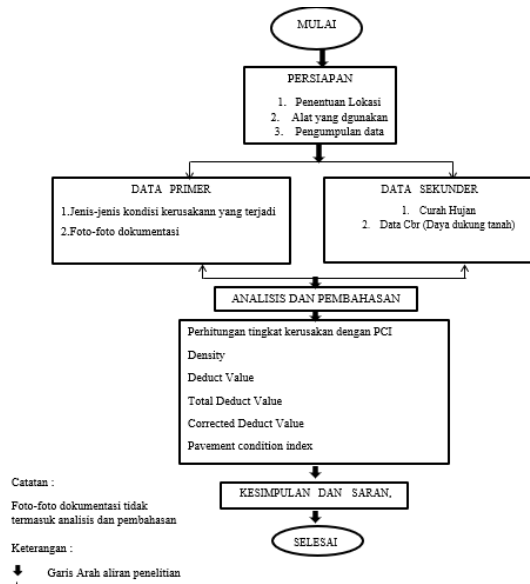 MULAI
PERSIAPAN
1. Penentuan Lokasi
2. Alat yang dgunakan
3. Pengumpulan data
DATA PRIMER
1.Jenis-jenis kondisi kerusakann yang terjadi
2.Foto-foto dokumentasi
DATA SEKUNDER
1. Curah Hujan
2. Data Cbr (Daya dukung tanah)
ANALISIS DAN PEMBAHASAN
Perhitungan tingkat kerusakan dengan PCI
Density
Deduct Value
Total Deduct Value
Corrected Deduct Value
Pavement condition index
KESIMPULAN DAN SARAN,
SELESAI
Catatan :
Foto-foto dokumentasi tidak
termasuk analisis dan pembahasan
Keterangan :
Garis Arah aliran penelitian